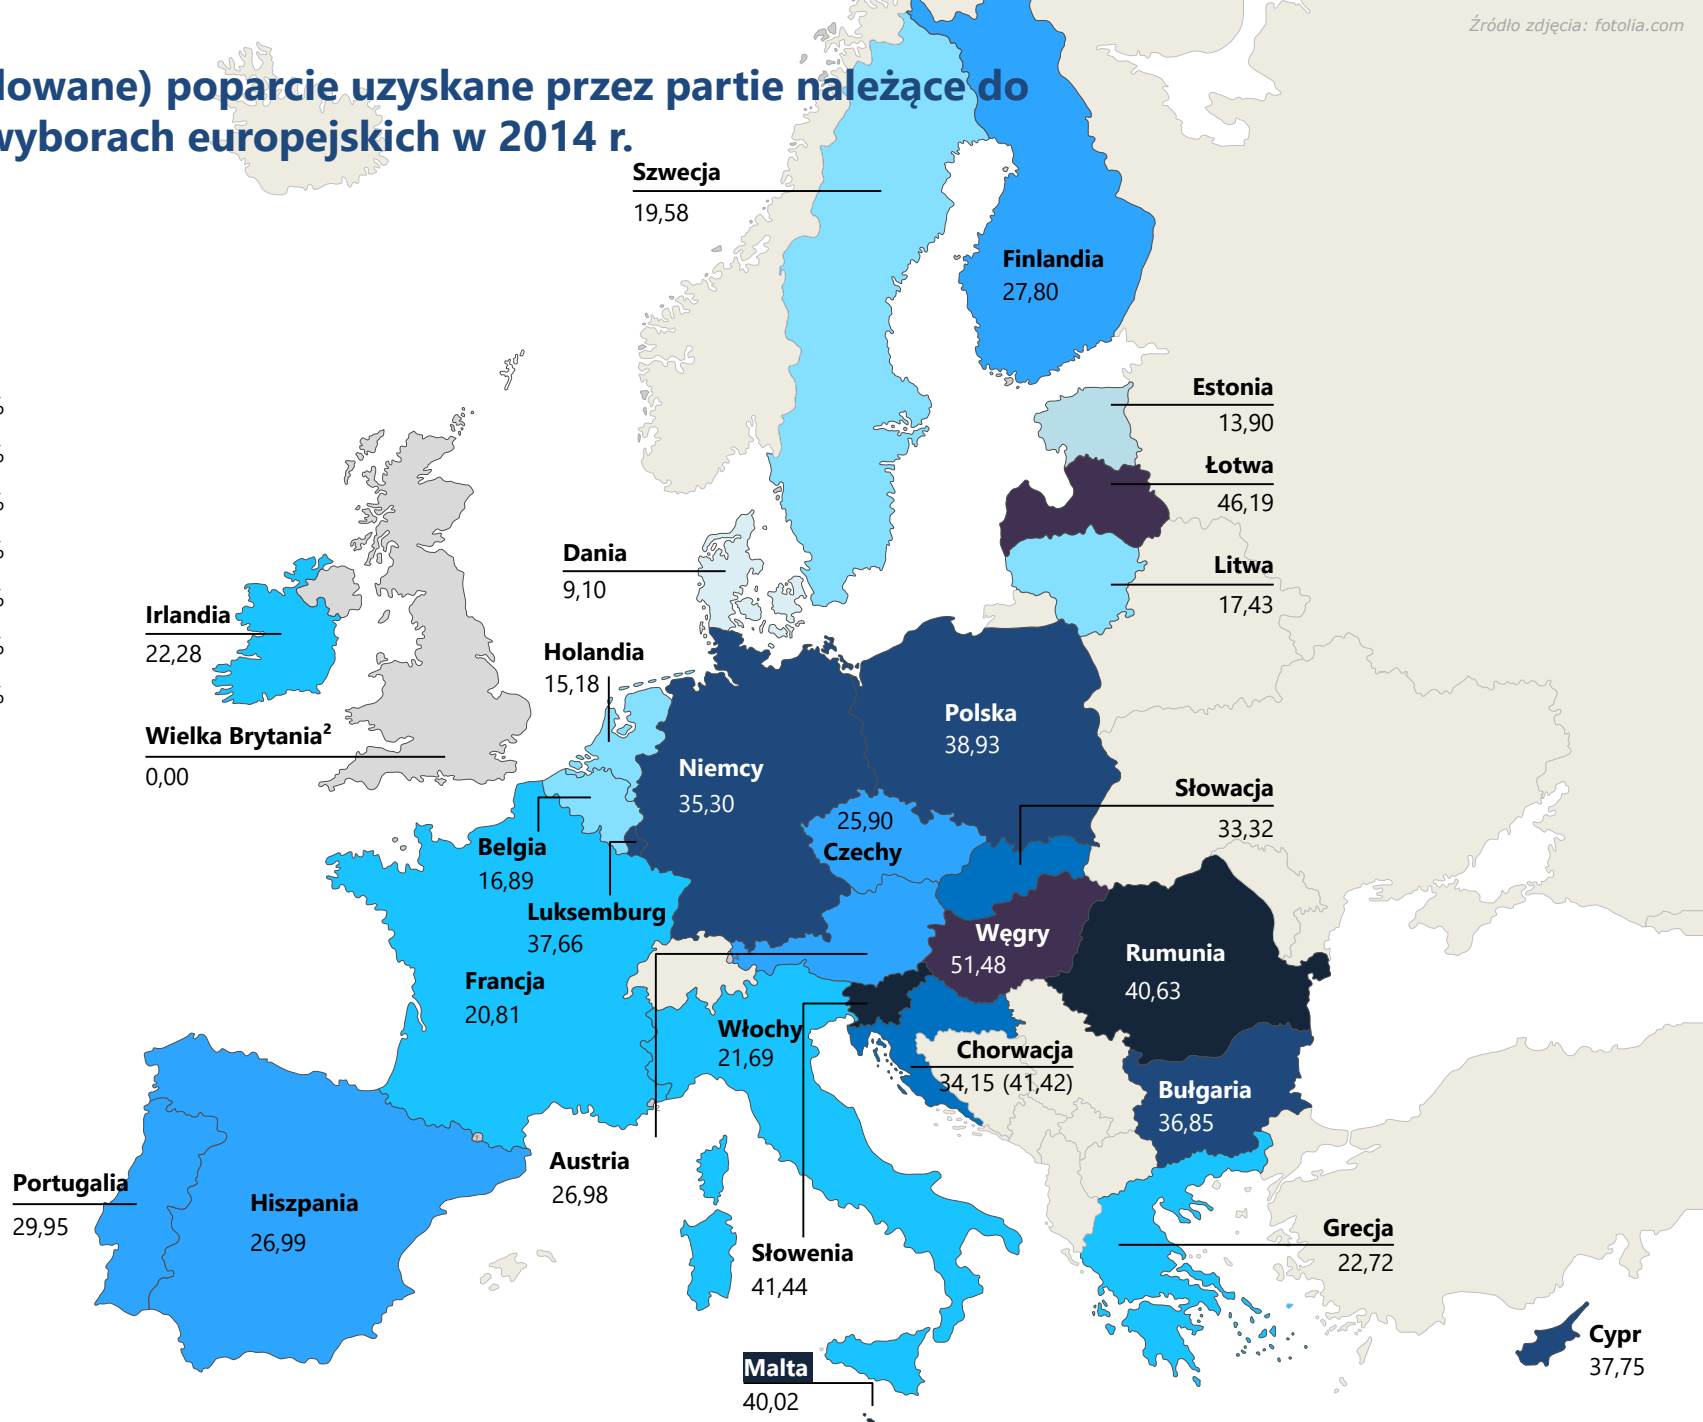 Źródło zdjęcia: fotolia.com
lowane) poparcie uzyskane przez partie należące do
wyborach europejskich w 2014 r.
Szwecja
19,58
Finlandia
27,80
Estonia
13,90
Łotwa
46,19
Dania
9,10
Litwa
17,43
Irlandia
22,28
Holandia
15,18
Wielka Brytania²
0,00
Polska
38,93
Niemcy
35,30
Słowacja
33,32
25,90
Czechy
Belgia
16,89
Luksemburg
37,66
Węgry
51,48
Rumunia
40,63
Francja
20,81
Włochy
21,69
Chorwacja
34,15 (41,42)
Bułgaria
36,85
Austria
26,98
Portugalia
29,95
Hiszpania
26,99
Słowenia
41,44
Grecja
22,72
Cypr
37,75
Malta
40,02